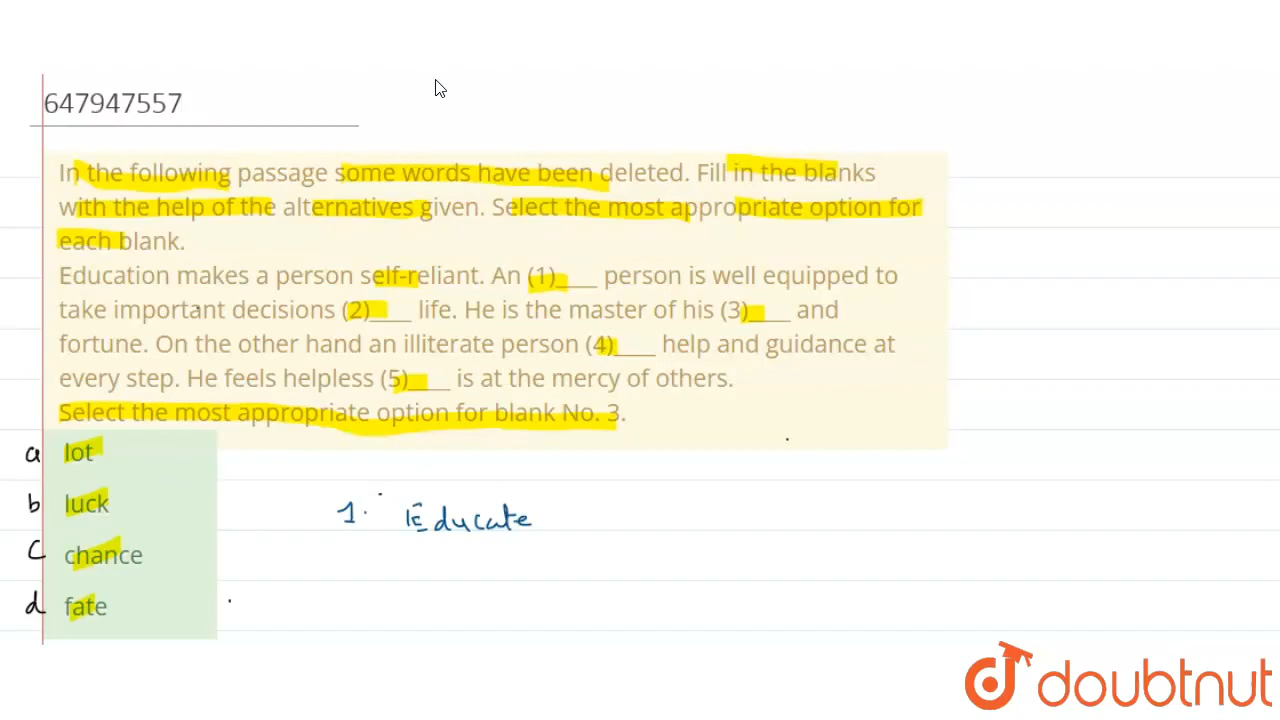 647947557
In the following passage some words have been deleted. Fill in the blanks
with the help of the alternatives given. Select the most appropriate option for
each blank.
Education makes a person self-reliant. An (1)____ person is well equipped to
take important decisions (2)____ life. He is the master of his (3)____ and
fortune. On the other hand an illiterate person (4)____ help and guidance at
every step. He feels helpless (5)____ is at the mercy of others.
Select the most appropriate option for blank No. 3.
a lot
b luck
C chance
d fate
1. Educate
doubtnut